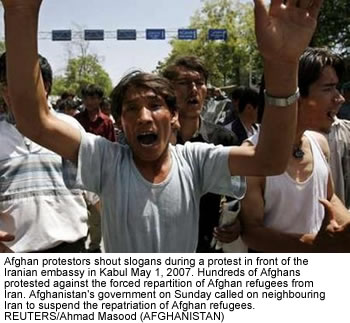 Afghan protestors shout slogans during a protest in front of the
Iranian embessy in Kabul May 1, 2007. Hundreds of Afghans
protested against the forced repartition of Afghan refugees from
Iran. Afghanistan's government on Sunday called on neighbouring
Iran to suspend the repatriation of Afghan refugees.
REUTERS/Ahmad Masood (AFGHANISTAN)